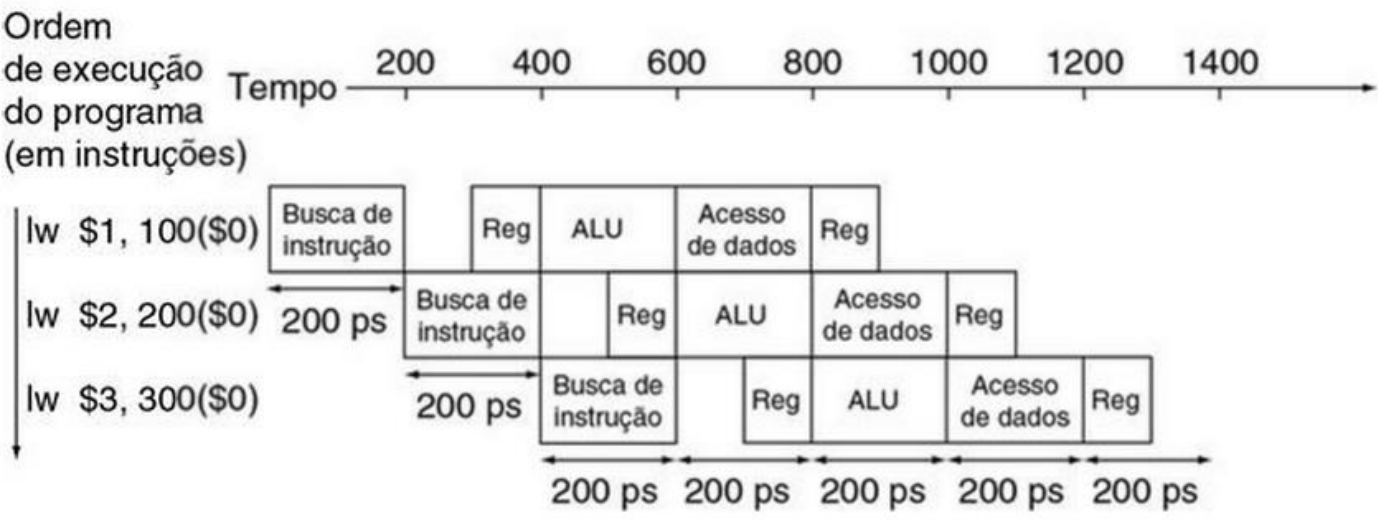 Ordem
de execução
do programa
(em instruções)
Tempo
200 400 600 800 1000 1200 1400
lw $1, 100($0)
Busca de
instrução
Reg
ALU
Acesso
de dados
Reg
200 ps
lw $2, 200($0)
Busca de
instrução
Reg
ALU
Acesso
de dados
Reg
200 ps
lw $3, 300($0)
Busca de
instrução
Reg
ALU
Acesso
de dados
Reg
200 ps 200 ps 200 ps 200 ps 200 ps